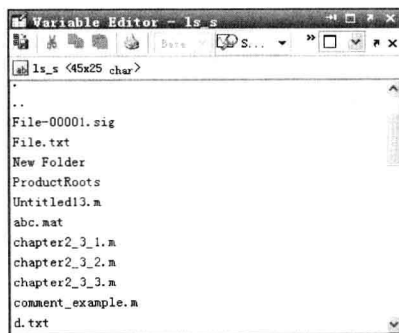 Variable Editor - ls_s
Base S...
ls_s <45x25 char>
.
..
File-00001.sig
File.txt
New Folder
ProductRoots
Untitled13.m
abc.mat
chapter2_3_1.m
chapter2_3_2.m
chapter2_3_3.m
comment_example.m
d.txt